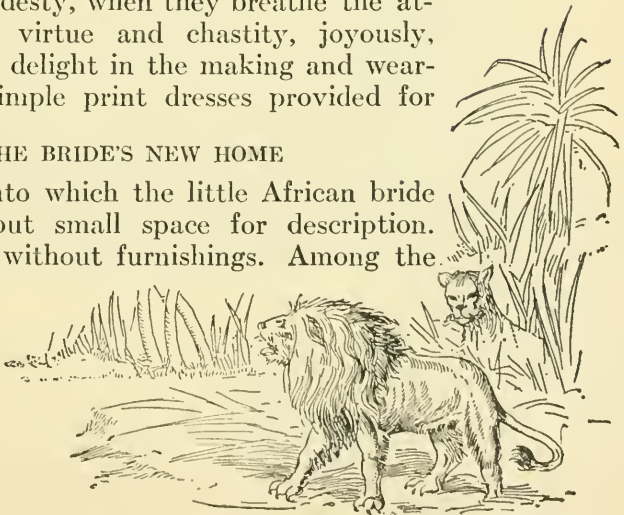 desty, when they breathe the at-
virtue and chastity, joyously,
delight in the making and wear-
imple print dresses provided for
HE BRIDE'S NEW HOME
nto which the little African bride
out small space for description.
without furnishings. Among the